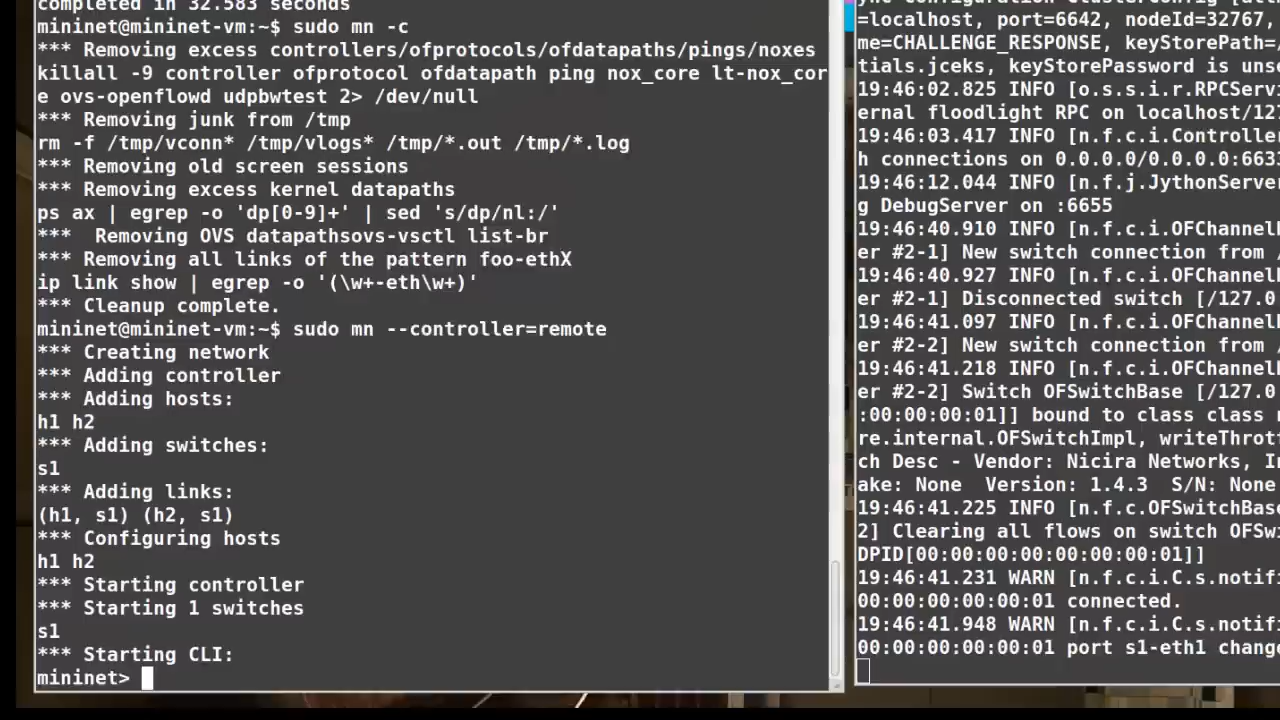 completed in 32.583 seconds
mininet@mininet-vm:~$ sudo mn -c
*** Removing excess controllers/ofprotocols/ofdatapaths/pings/noxes
killall -9 controller ofprotocol ofdatapath ping nox_core lt-nox_cor
e ovs-openflowd udpbwtest 2> /dev/null
*** Removing junk from /tmp
rm -f /tmp/vconn* /tmp/vlogs* /tmp/*.out /tmp/*.log
*** Removing old screen sessions
*** Removing excess kernel datapaths
ps ax | egrep -o 'dp[0-9]+' | sed 's/dp/nl:/'
***  Removing OVS datapathsovs-vsctl list-br
*** Removing all links of the pattern foo-ethX
ip link show | egrep -o '(\w+-eth\w+)'
*** Cleanup complete.
mininet@mininet-vm:~$ sudo mn --controller=remote
*** Creating network
*** Adding controller
*** Adding hosts:
h1 h2
*** Adding switches:
s1
*** Adding links:
(h1, s1) (h2, s1)
*** Configuring hosts
h1 h2
*** Starting controller
*** Starting 1 switches
s1
*** Starting CLI:
mininet>
=localhost, port=6642, nodeId=32767,
me=CHALLENGE_RESPONSE, keyStorePath=
tials.jceks, keyStorePassword is uns
19:46:02.825 INFO [o.s.s.i.r.RPCServi
ernal floodlight RPC on localhost/12
19:46:03.417 INFO [n.f.c.i.Controller
h connections on 0.0.0.0/0.0.0.0:663
19:46:12.044 INFO [n.f.j.JythonServer
g DebugServer on :6655
19:46:40.910 INFO [n.f.c.i.OFChannel
er #2-1] New switch connection from /
19:46:40.927 INFO [n.f.c.i.OFChannel
er #2-1] Disconnected switch [/127.0
19:46:41.097 INFO [n.f.c.i.OFChannel
er #2-2] New switch connection from /
19:46:41.218 INFO [n.f.c.i.OFChannel
er #2-2] Switch OFSwitchBase [/127.0
:00:00:00:01]] bound to class class
re.internal.OFSwitchImpl, writeThrott
ch Desc - Vendor: Nicira Networks, In
ake: None  Version: 1.4.3  S/N: None
19:46:41.225 INFO [n.f.c.OFSwitchBase
2] Clearing all flows on switch OFSw
DPID[00:00:00:00:00:00:00:01]]
19:46:41.231 WARN [n.f.c.i.C.s.notif
00:00:00:00:00:01 connected.
19:46:41.948 WARN [n.f.c.i.C.s.notif
00:00:00:00:00:01 port s1-eth1 change